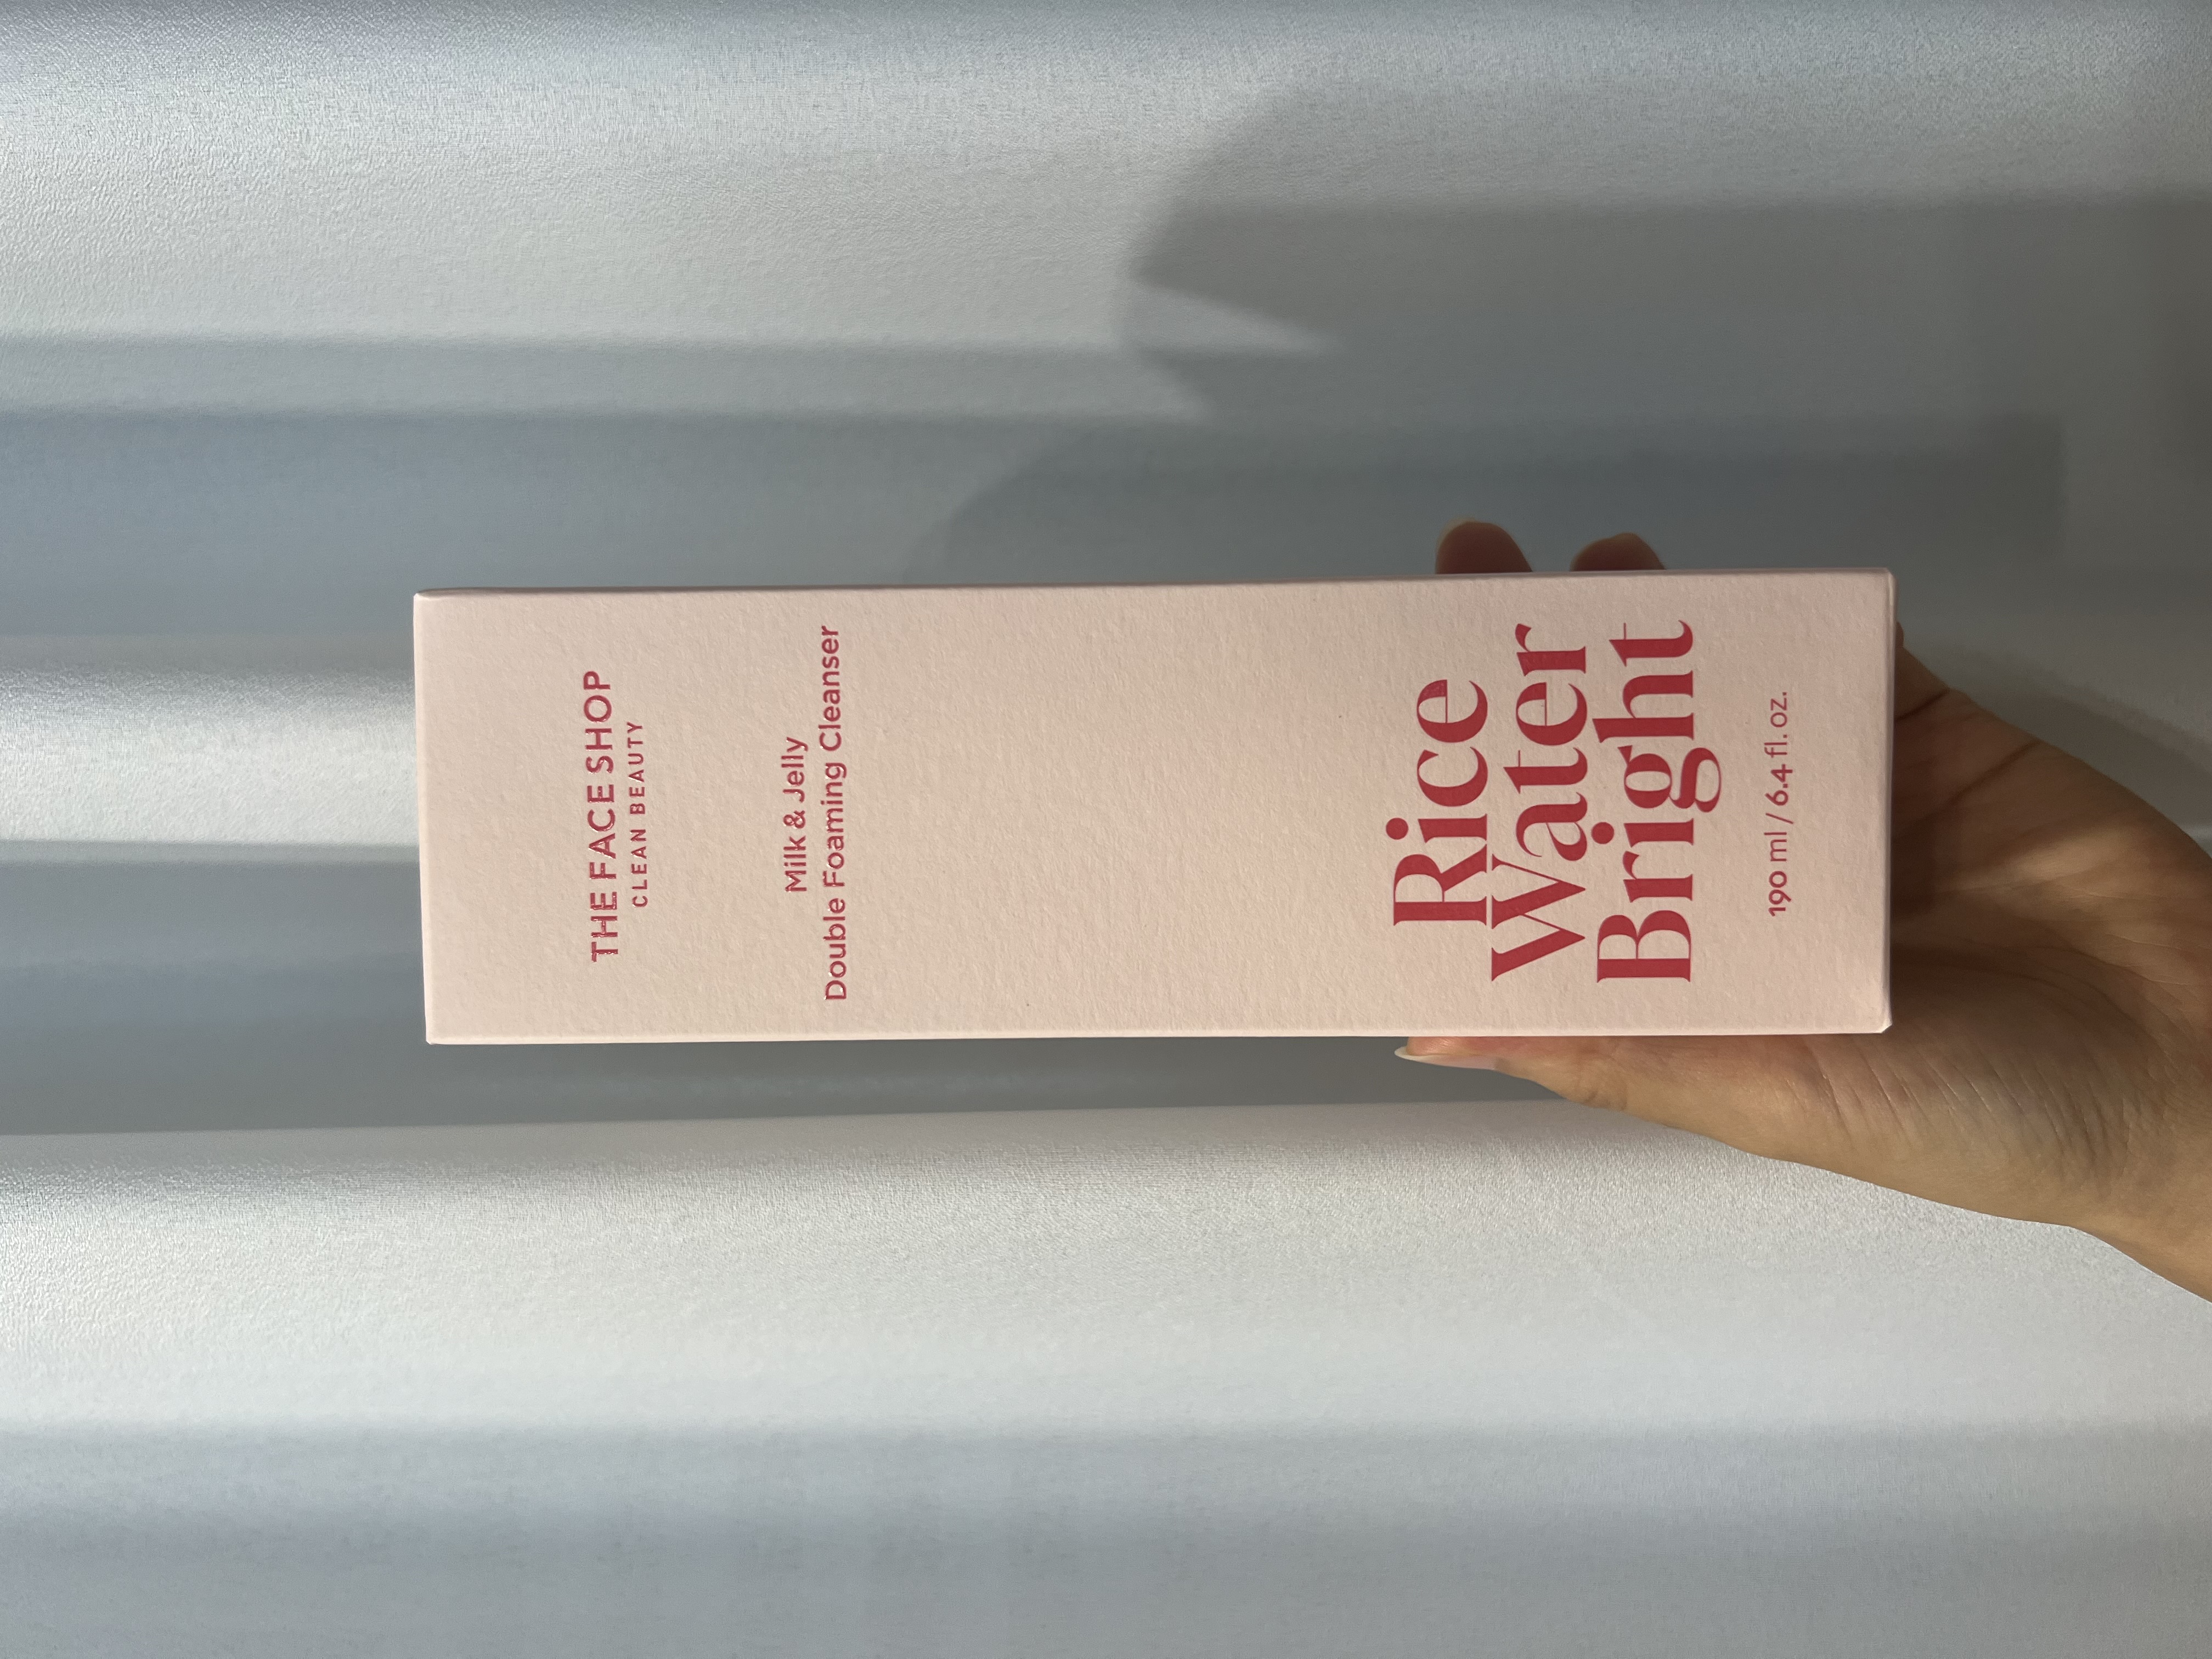 THE FACE SHOP
CLEAN BEAUTY
Milk & Jelly
Double Foaming Cleanser
Rice
Water
Bright
190 ml / 6.4 fl. oz.